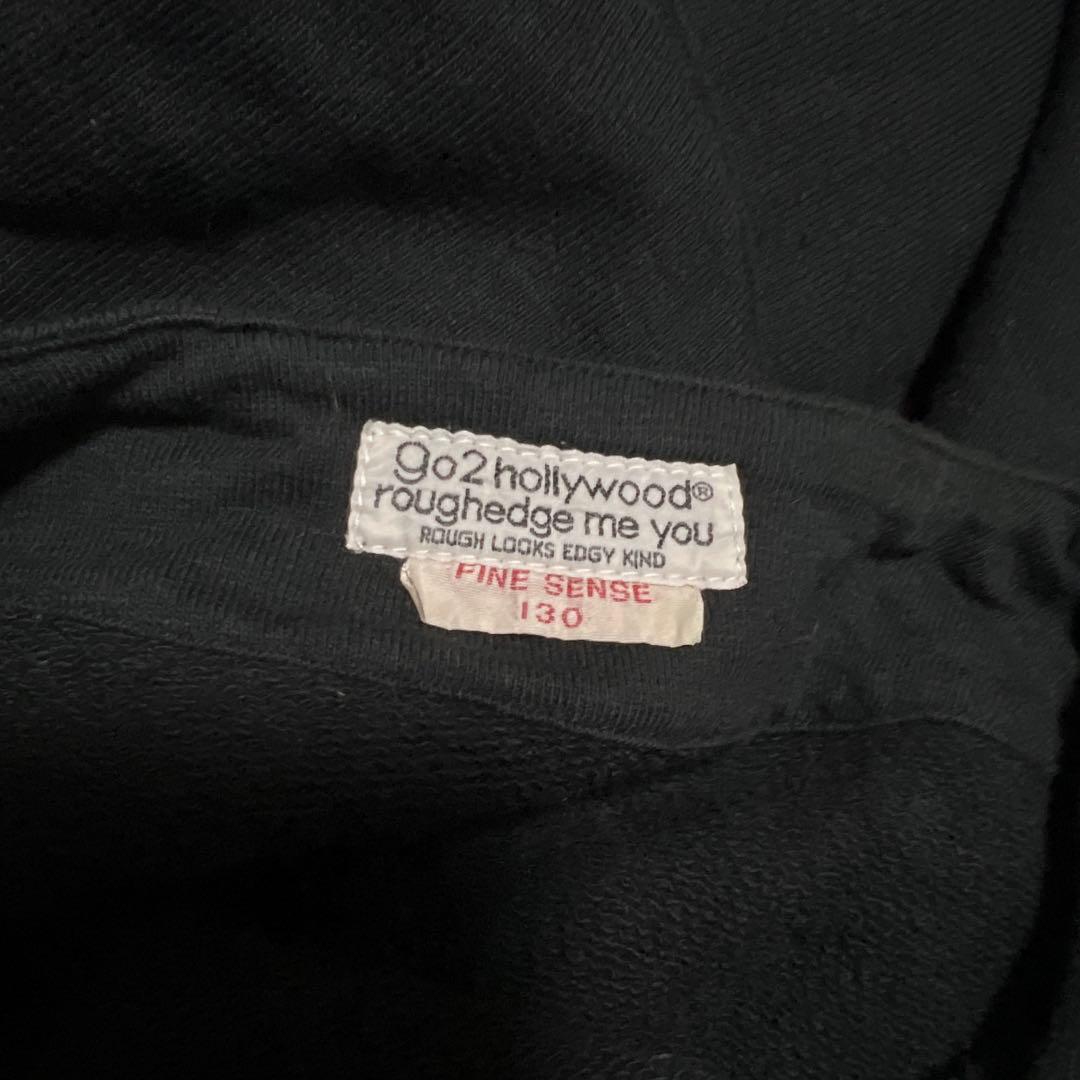 go2hollywood®
roughedge me you
ROUGH LOOKS EDGY KIND
FINE SENSE
130